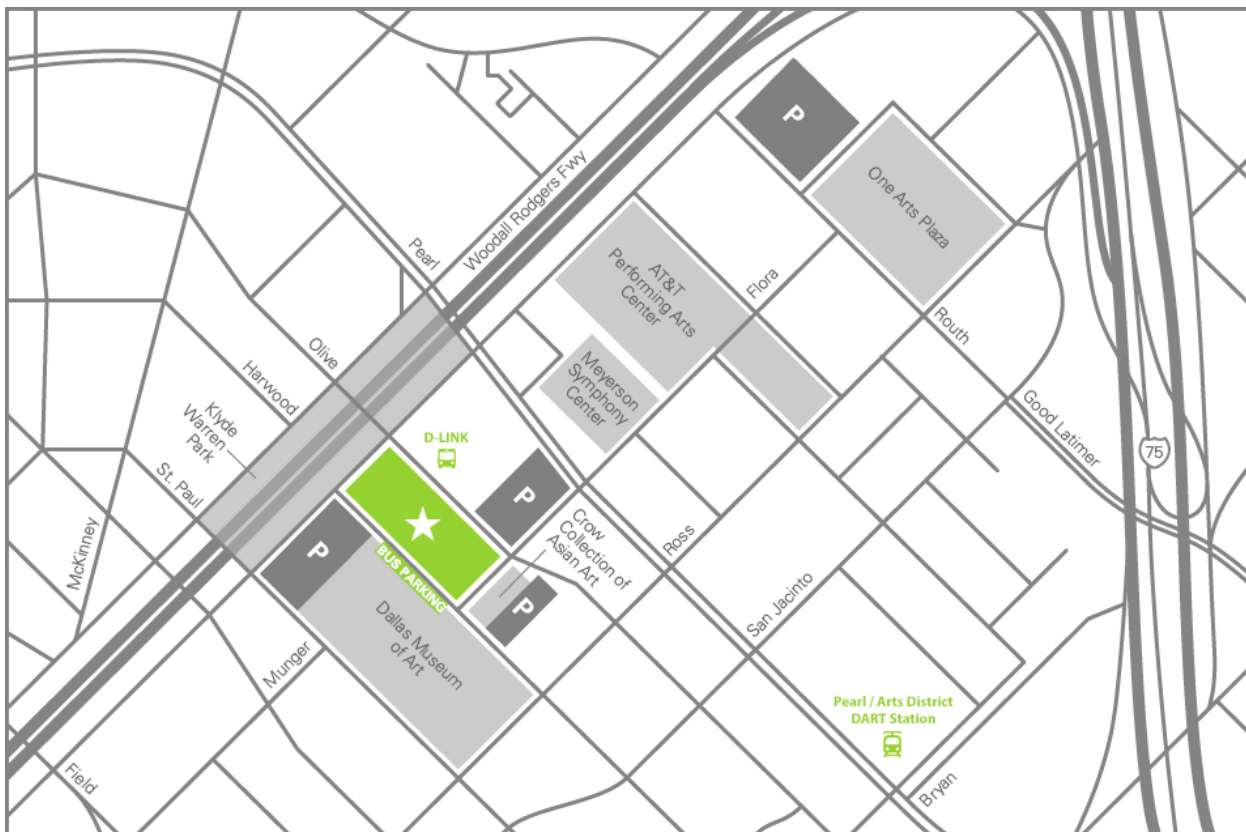 P
One Arts Plaza
Woodall Rodgers Fwy
Pearl
AT&T
Performing Arts
Center
Flora
Routh
Olive
Harwood
Meyerson
Symphony
Center
Klyde
Warren
Park
Good Latimer
St. Paul
D-LINK
75
P
McKinney
P
BUS PARKING
Crow
Collection of
Asian Art
Ross
P
San Jacinto
Dallas Museum
of Art
Munger
Pearl / Arts District
DART Station
Field
Bryan